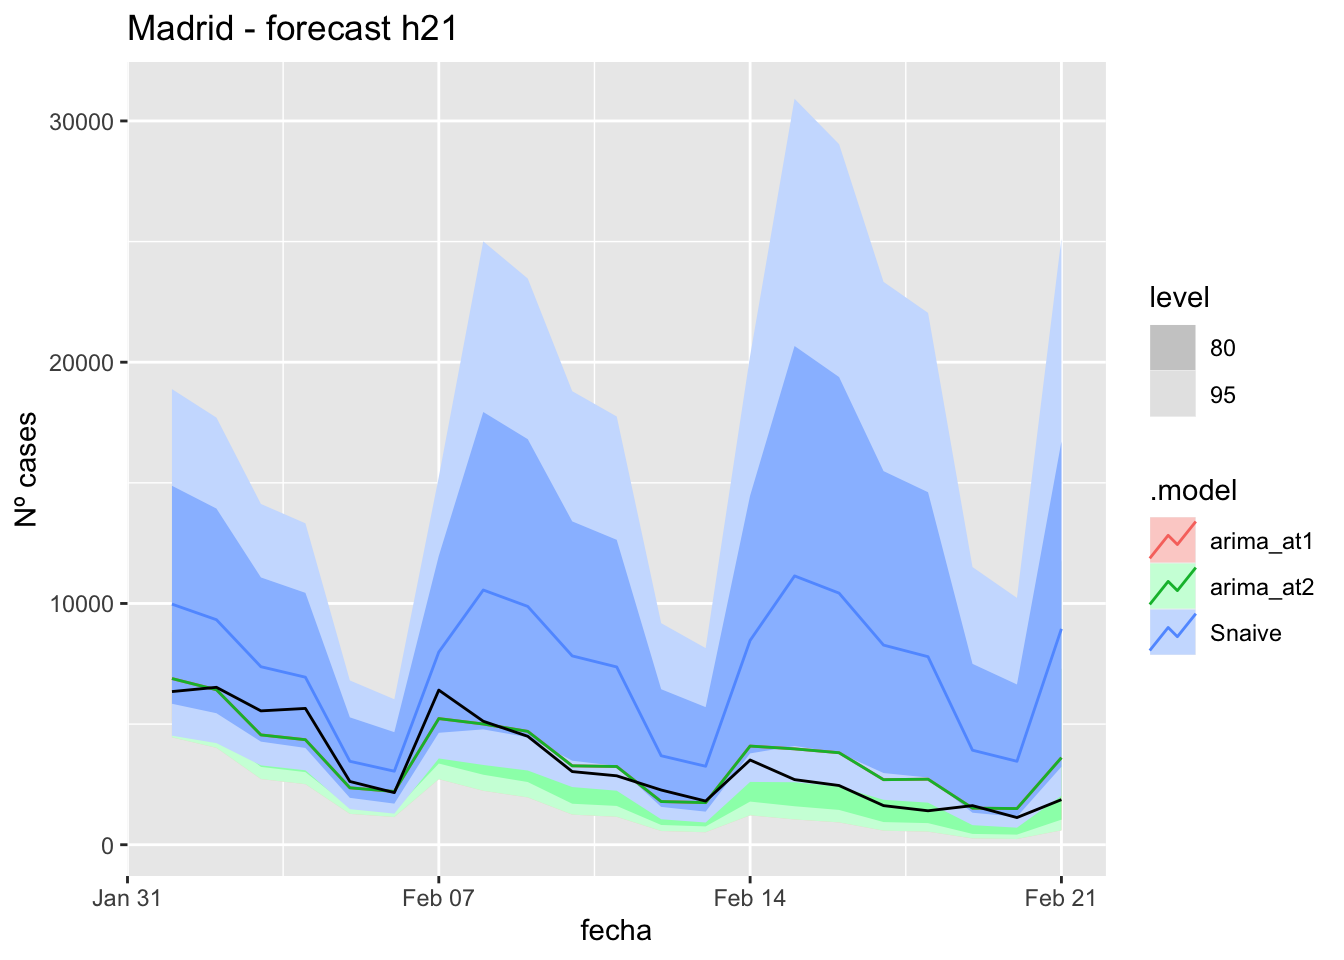 Madrid - forecast h21
30000
20000
10000
0
Nº cases
Jan 31
Feb 07
Feb 14
Feb 21
fecha
level
80
95
.model
arima_at1
arima_at2
Snaive